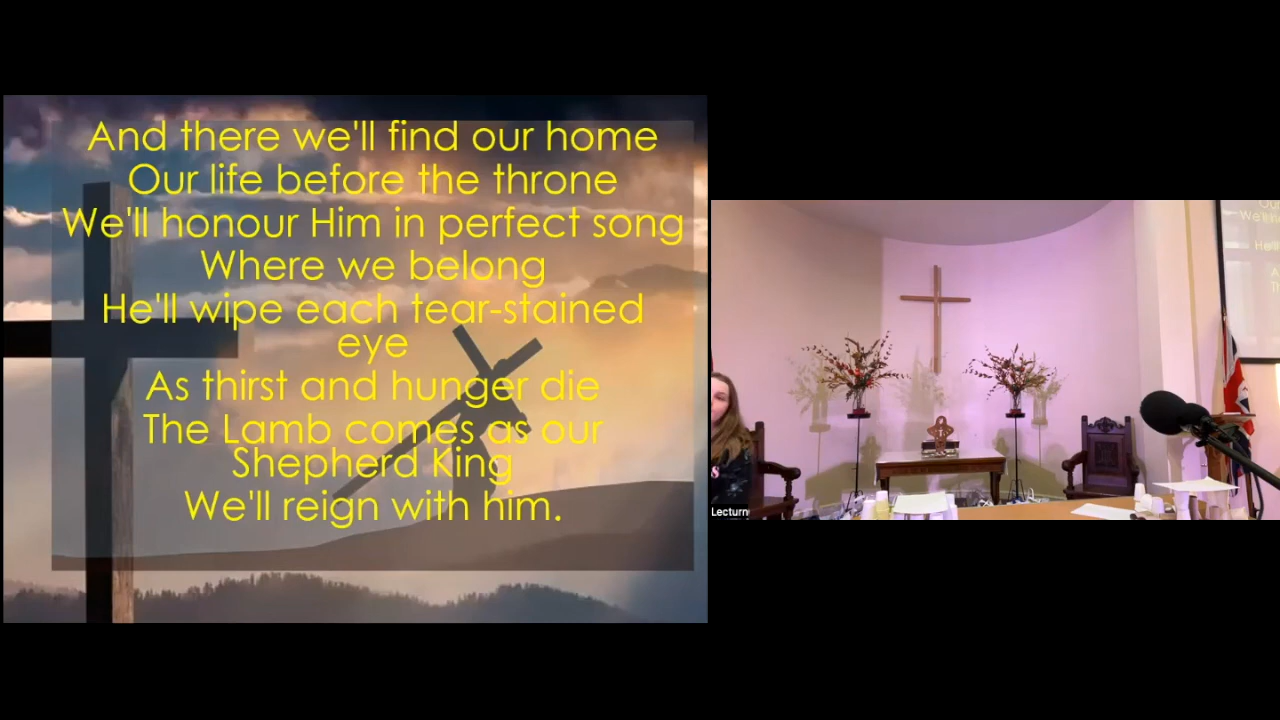 And there we'll find our home
Our life before the throne
We'll honour Him in perfect song
Where we belong
He'll wipe each tear-stained
eye
As thirst and hunger die
The Lamb comes as our
Shepherd King
We'll reign with him.
Lecturn